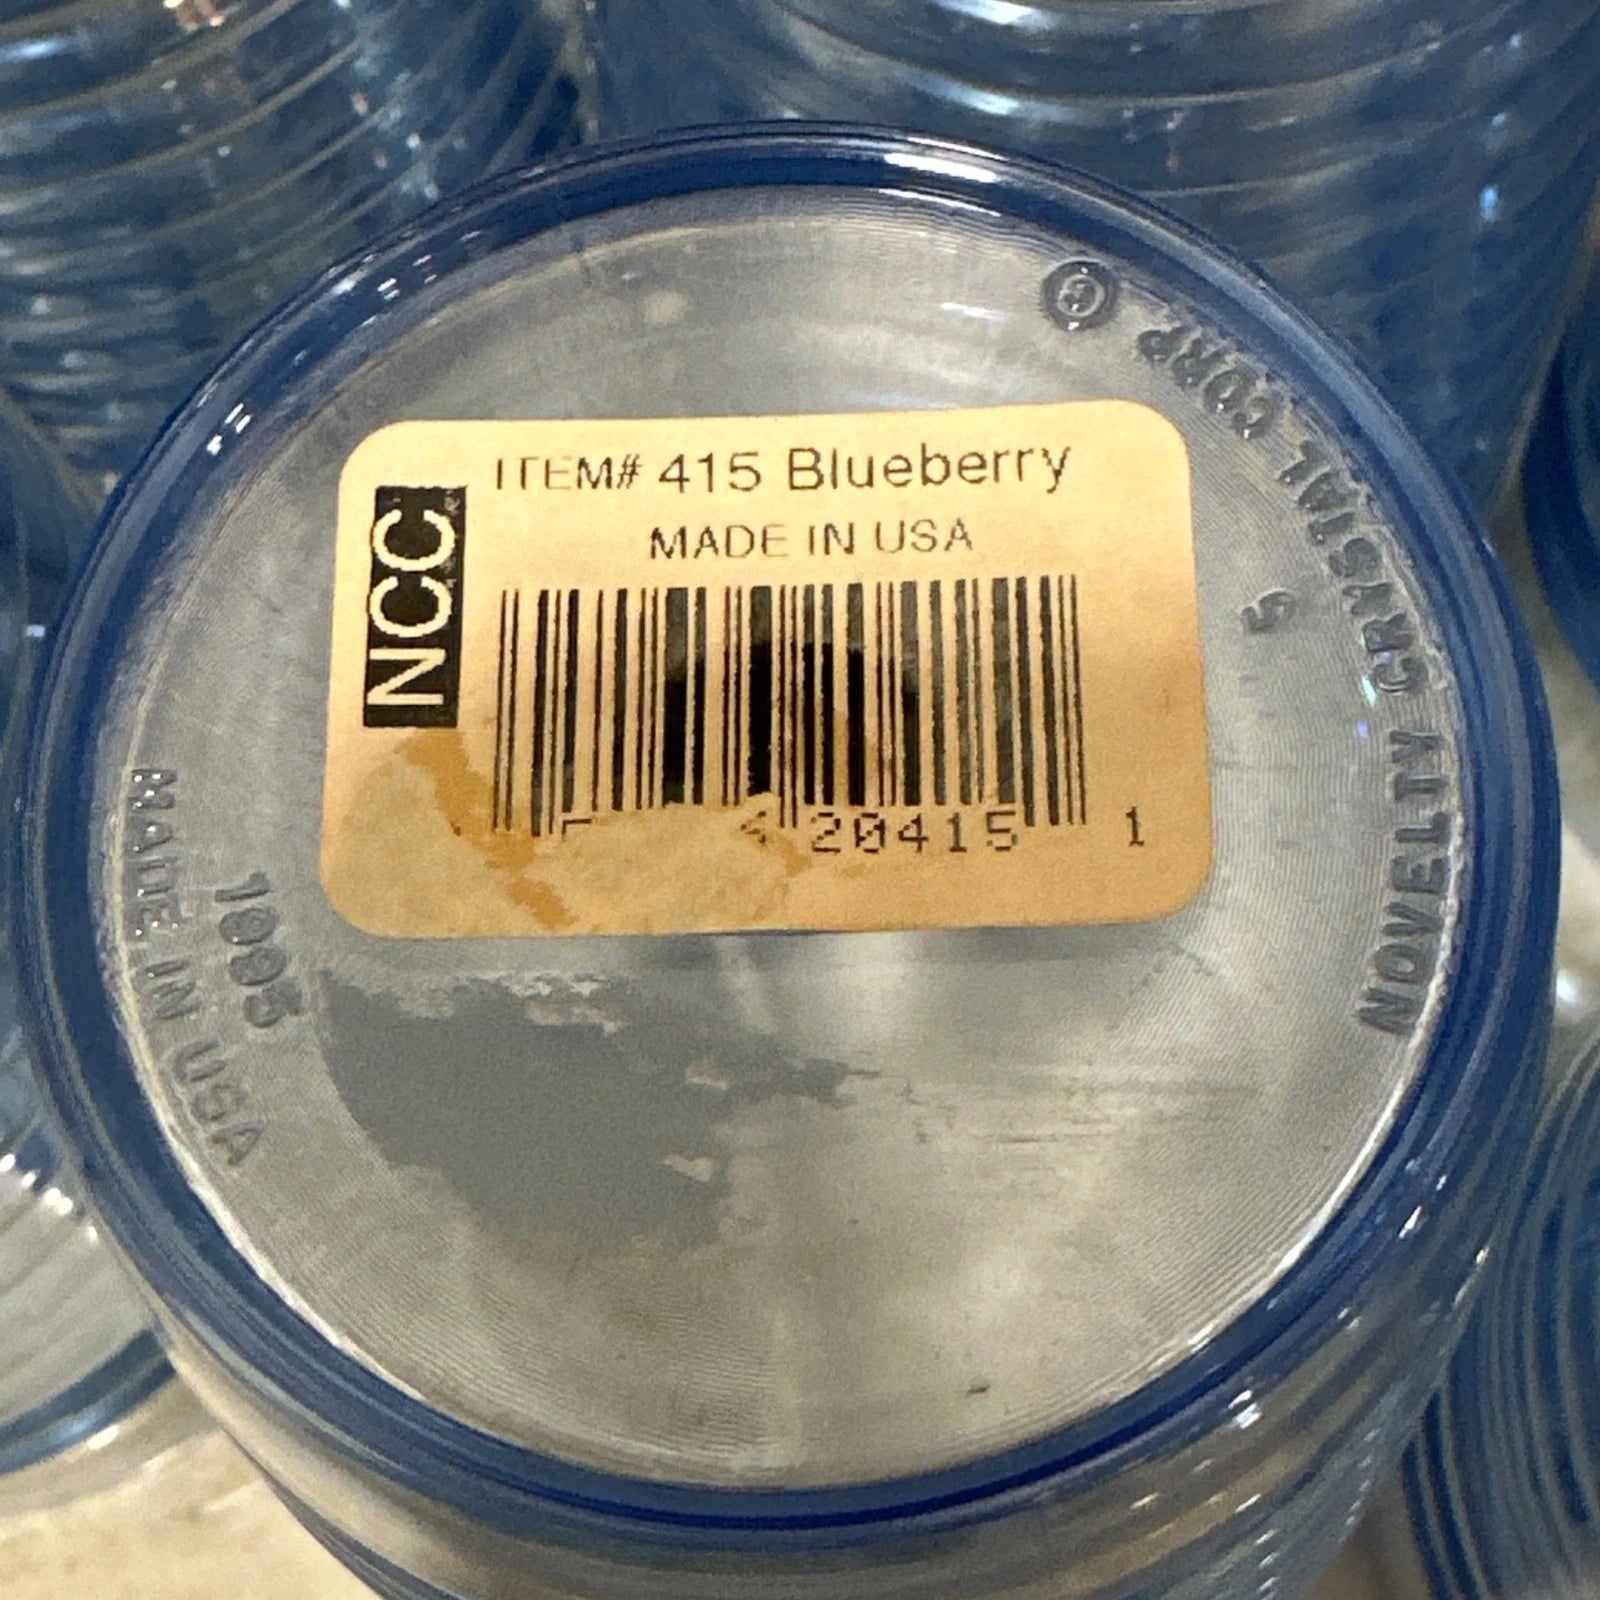 ITEM# 415 Blueberry
MADE IN USA
NCC
20415
1
NOVELTY CRYSTAL CORP ®
5
1995
MADE IN USA